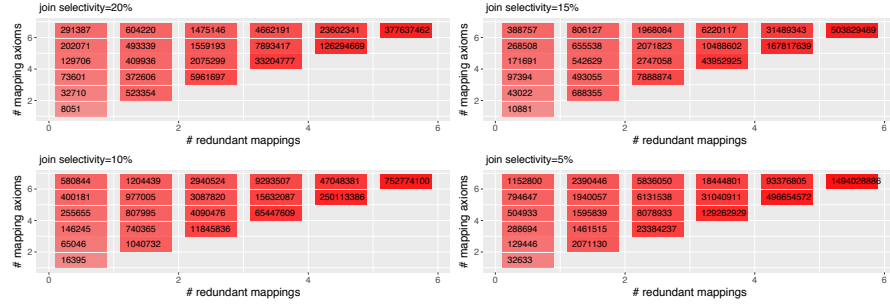 join selectivity=20%
291387 604220 1475146 4662191 23602341 377637462
202071 493339 1559193 7893417 126294669
129706 409936 2075299 33204777
73601 372606 5961697
32710 523354
8051
6
4
2
0 2 4 6
# mapping axioms
# redundant mappings
join selectivity=15%
388757 806127 1968084 6220117 31489343 503829489
268508 655538 2071823 10488602 167817639
171691 542629 2747058 43952925
97394 493055 7888874
43022 688355
10881
6
4
2
0 2 4 6
# mapping axioms
# redundant mappings
join selectivity=10%
580844 1204439 2940524 9293507 47048381 752774100
400181 977005 3087820 15632087 250113386
255655 807995 4090476 65447609
146245 740365 11845836
65046 1040732
16395
6
4
2
0 2 4 6
# mapping axioms
# redundant mappings
join selectivity=5%
1152800 2390446 5836050 18444801 93376805 1494028886
794647 1940057 6131538 31040911 496654572
504933 1595839 8078933 129262929
288694 1461515 23384237
129446 2071130
32633
6
4
2
0 2 4 6
# mapping axioms
# redundant mappings